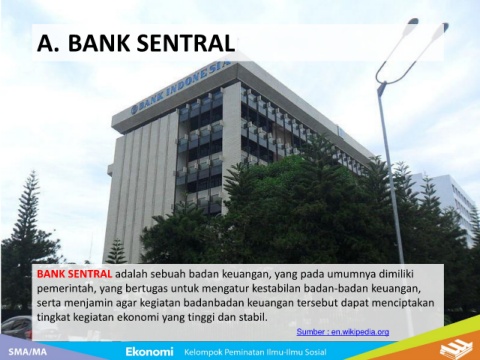 A. BANK SENTRAL
BANK INDONESIA
BANK SENTRAL adalah sebuah badan keuangan, yang pada umumnya dimiliki
pemerintah, yang bertugas untuk mengatur kestabilan badan-badan keuangan,
serta menjamin agar kegiatan badanbadan keuangan tersebut dapat menciptakan
tingkat kegiatan ekonomi yang tinggi dan stabil.
Sumber : en.wikipedia.org
SMA/MA Ekonomi Kelompok Peminatan Ilmu-Ilmu Sosial